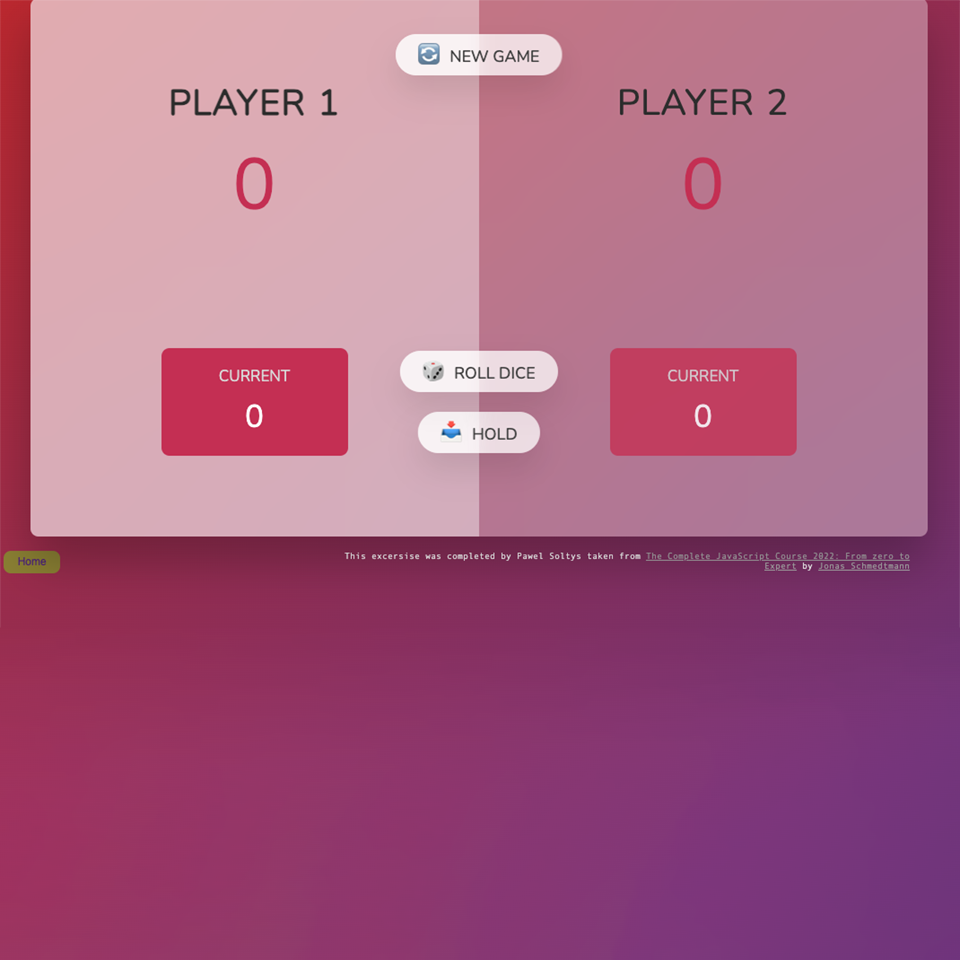 NEW GAME
PLAYER 1
PLAYER 2
0
0
CURRENT
0
ROLL DICE
HOLD
CURRENT
0
Home
This excersise was completed by Pawel Soltys taken from The Complete JavaScript Course 2022: From zero to
Expert by Jonas Schmedtmann